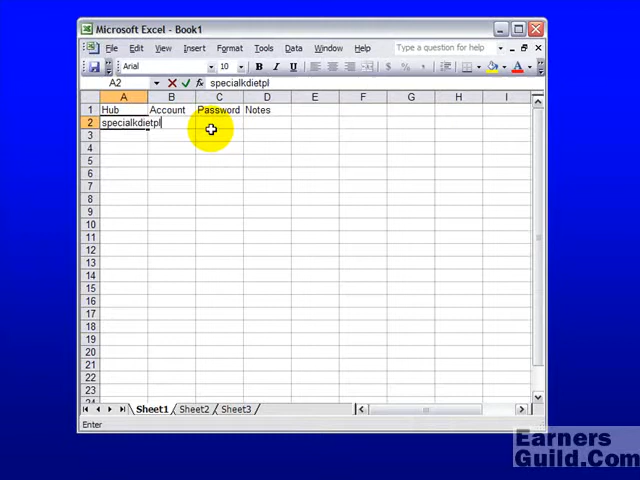 Microsoft Excel - Book1
File Edit View Insert Format Tools Data Window Help Type a question for help
Arial 10 B I U $ % A
A2 fx specialkdietpl
A B C D E F G H I
1 Hub Account Password Notes
2 specialkdietpl
3
4
5
6
7
8
9
10
11
12
13
14
15
16
17
18
19
20
21
22
23
24
Sheet1 Sheet2 Sheet3
Enter
Earners
Guild.Com